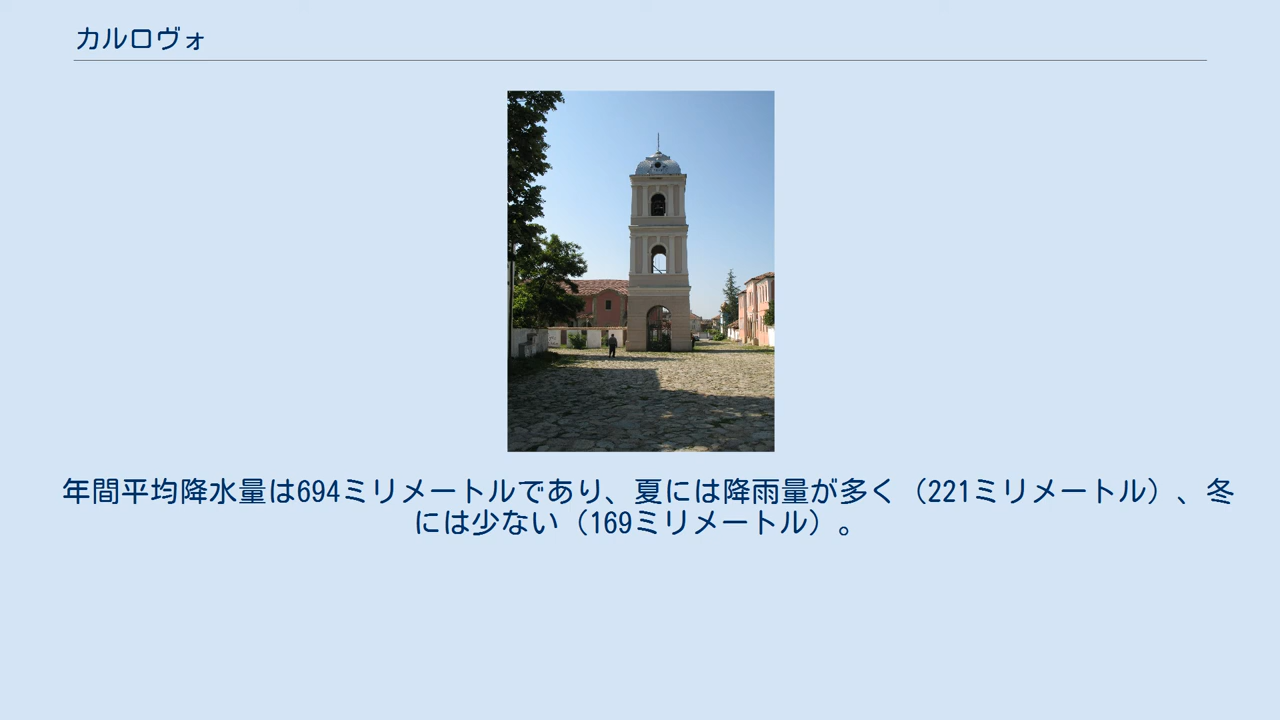 カルロヴォ
年間平均降水量は694ミリメートルであり、夏には降雨量が多く（221ミリメートル）、冬
には少ない（169ミリメートル）。